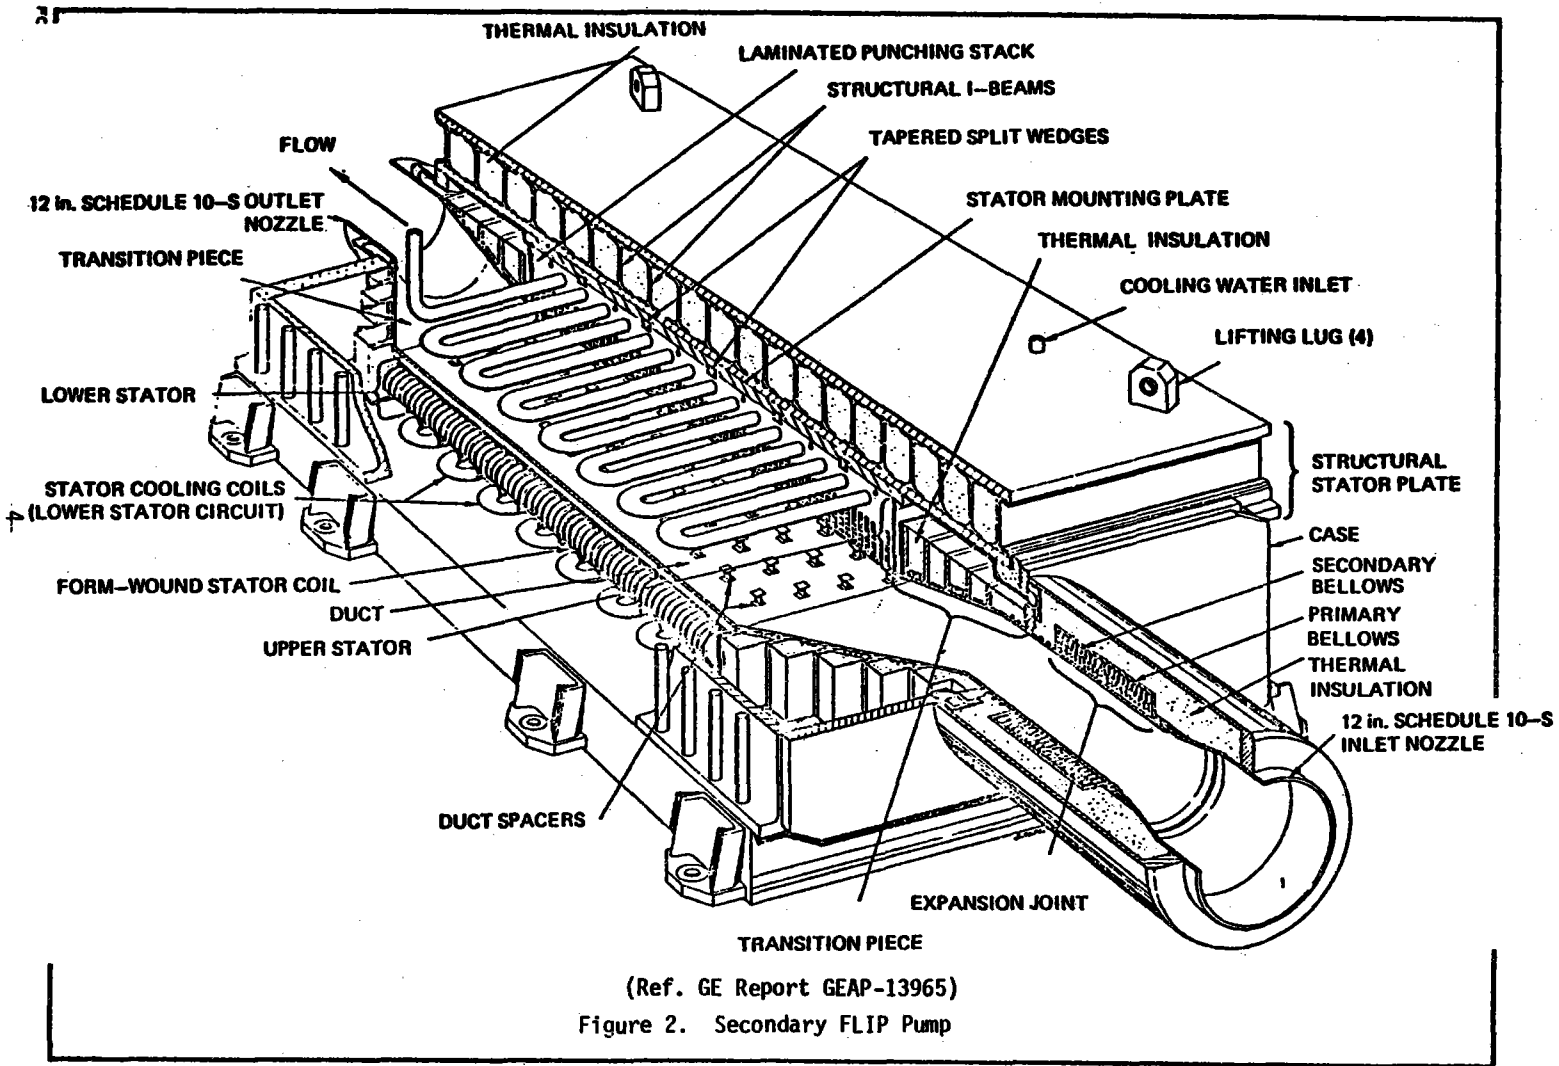 THERMAL INSULATION
LAMINATED PUNCHING STACK
STRUCTURAL I-BEAMS
TAPERED SPLIT WEDGES
FLOW
12 in. SCHEDULE 10-S OUTLET
NOZZLE
STATOR MOUNTING PLATE
TRANSITION PIECE
THERMAL INSULATION
COOLING WATER INLET
LIFTING LUG (4)
LOWER STATOR
STRUCTURAL
STATOR PLATE
STATOR COOLING COILS
(LOWER STATOR CIRCUIT)
4
CASE
SECONDARY
BELLOWS
FORM-WOUND STATOR COIL
DUCT
PRIMARY
BELLOWS
UPPER STATOR
THERMAL
INSULATION
12 in. SCHEDULE 10-S
INLET NOZZLE
DUCT SPACERS
EXPANSION JOINT
TRANSITION PIECE
(Ref. GE Report GEAP-13965)
Figure 2. Secondary FLIP Pump